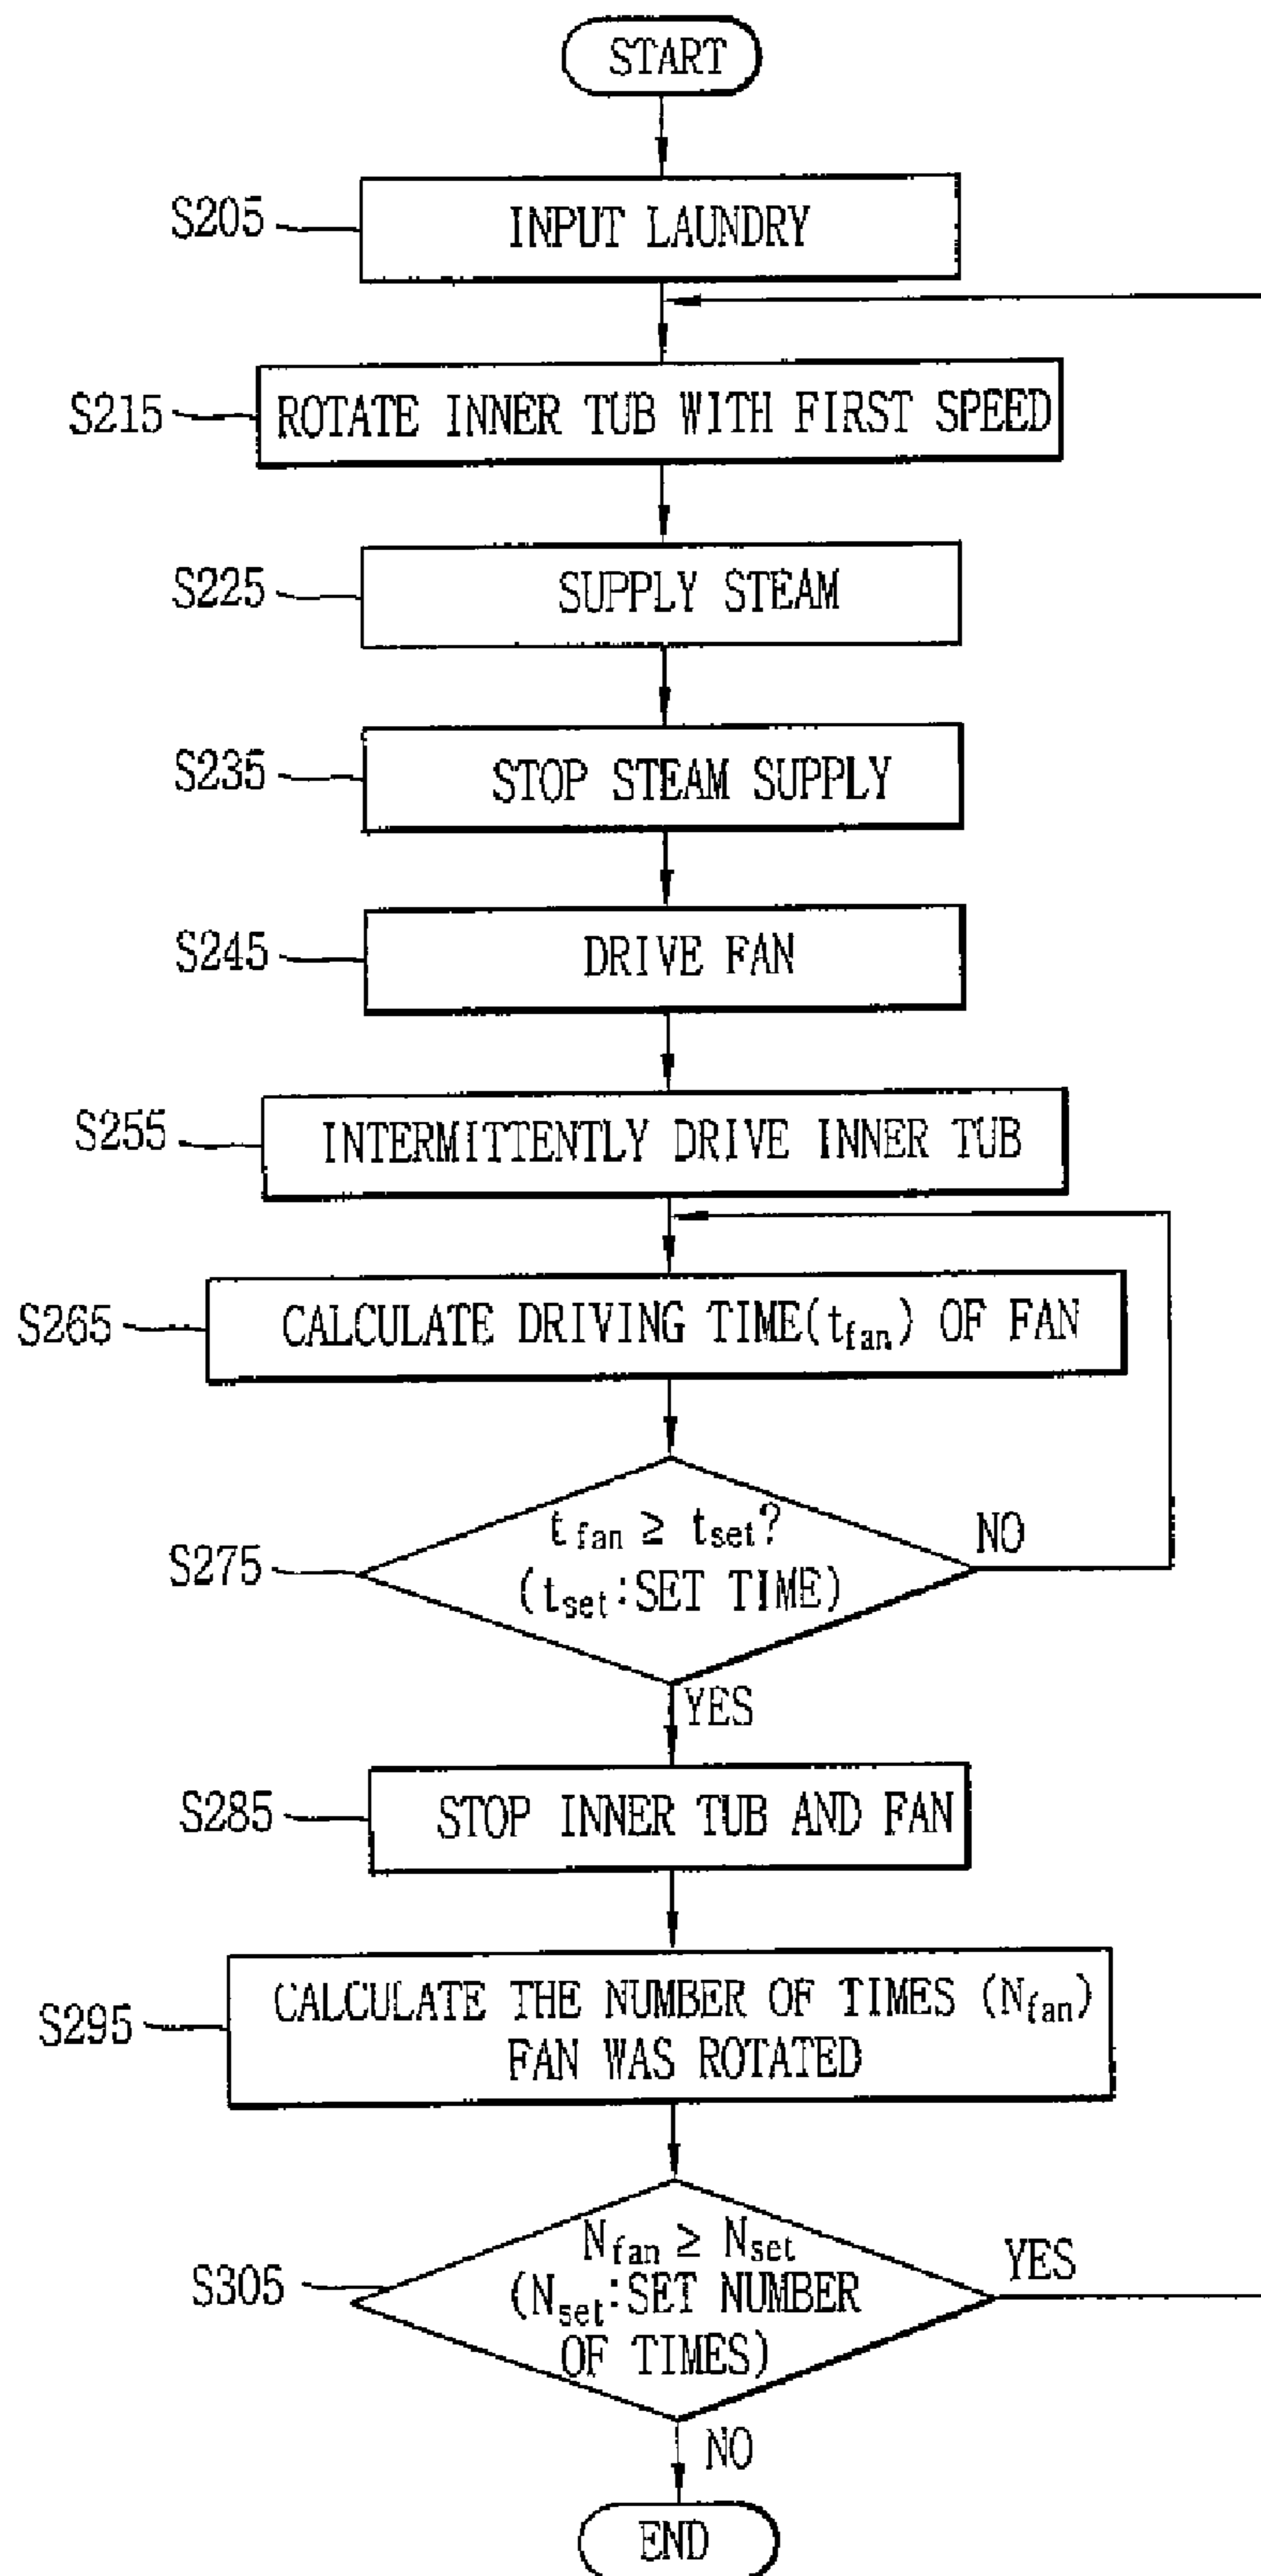 START
S205
INPUT LAUNDRY
S215
ROTATE INNER TUB WITH FIRST SPEED
S225
SUPPLY STEAM
S235
STOP STEAM SUPPLY
S245
DRIVE FAN
S255
INTERMITTENTLY DRIVE INNER TUB
S265
CALCULATE DRIVING TIME(tfan) OF FAN
S275
tfan ≥ tset?
(tset:SET TIME)
NO
YES
S285
STOP INNER TUB AND FAN
S295
CALCULATE THE NUMBER OF TIMES (Nfan)
FAN WAS ROTATED
S305
Nfan ≥ Nset
(Nset:SET NUMBER
OF TIMES)
YES
NO
END